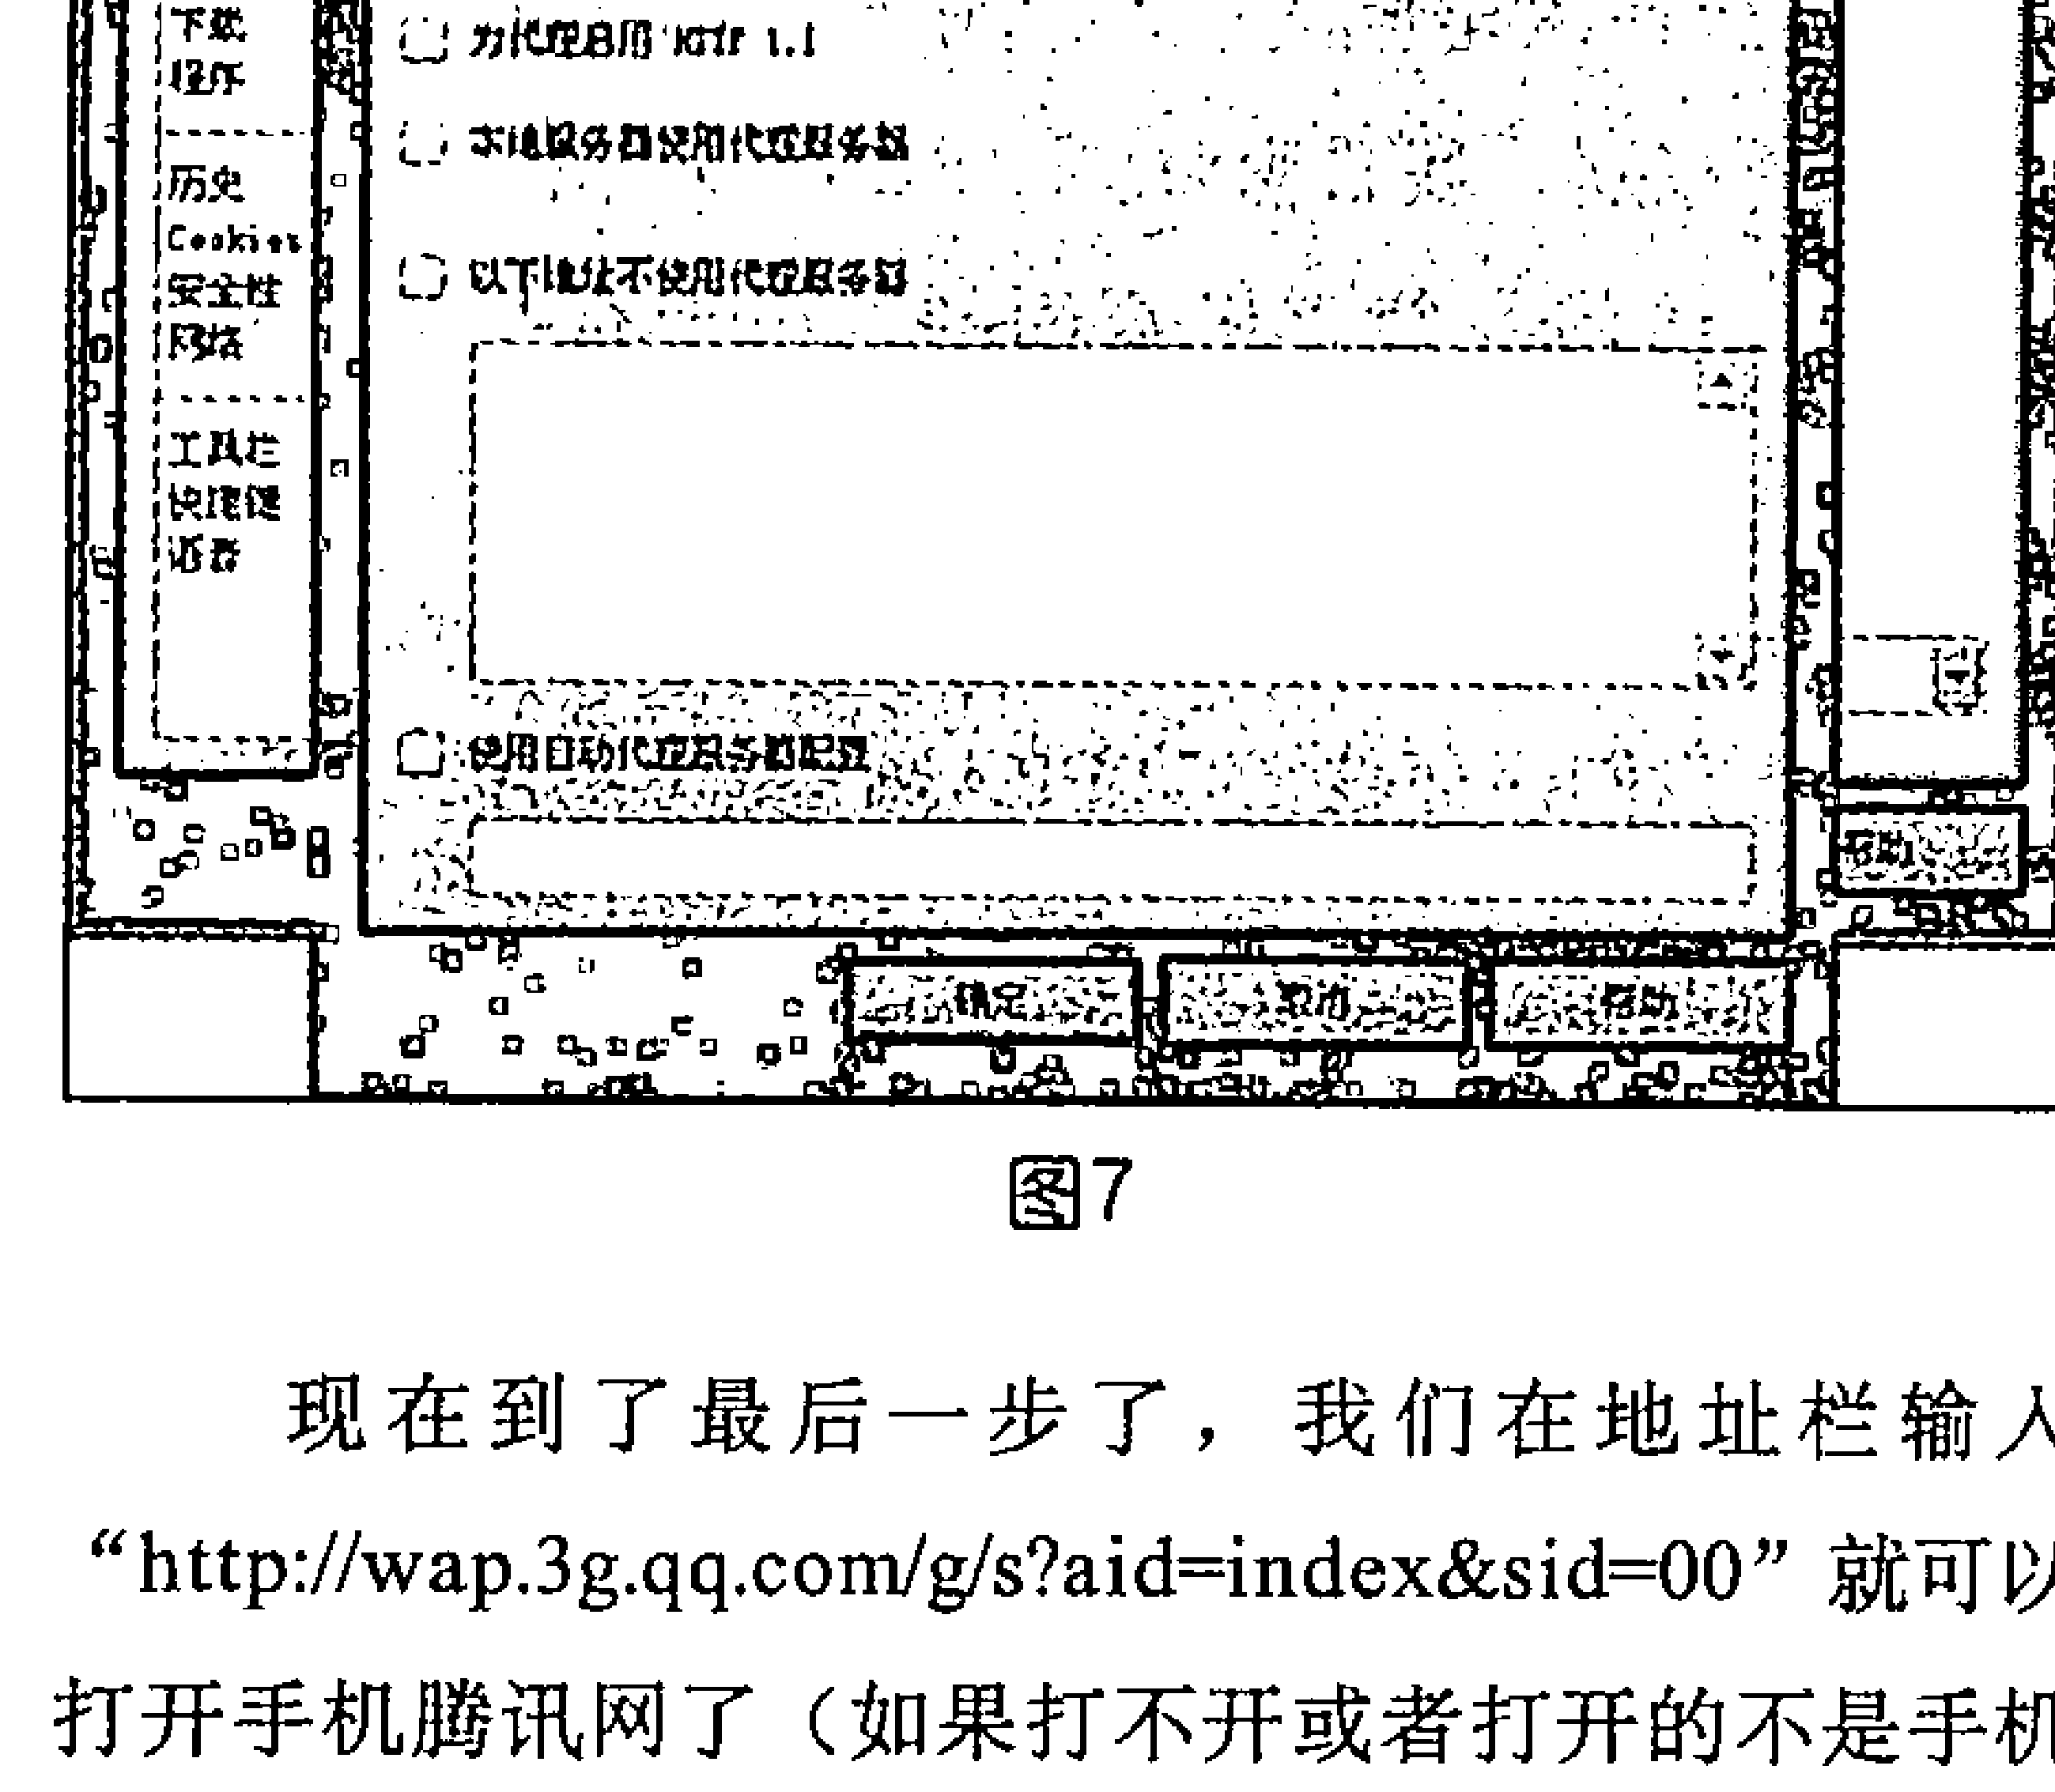 下载
程序
历史
Cookies
安全性
网络
工具栏
快捷键
语音
为代理启用 HTTP 1.1
本地服务器使用代理服务器
以下地址不使用代理服务器
使用自动代理服务器配置
帮助
确定
取消
帮助
图7
现在到了最后一步了，我们在地址栏输入
“http://wap.3g.qq.com/g/s?aid=index&sid=00”就可以
打开手机腾讯网了（如果打不开或者打开的不是手机